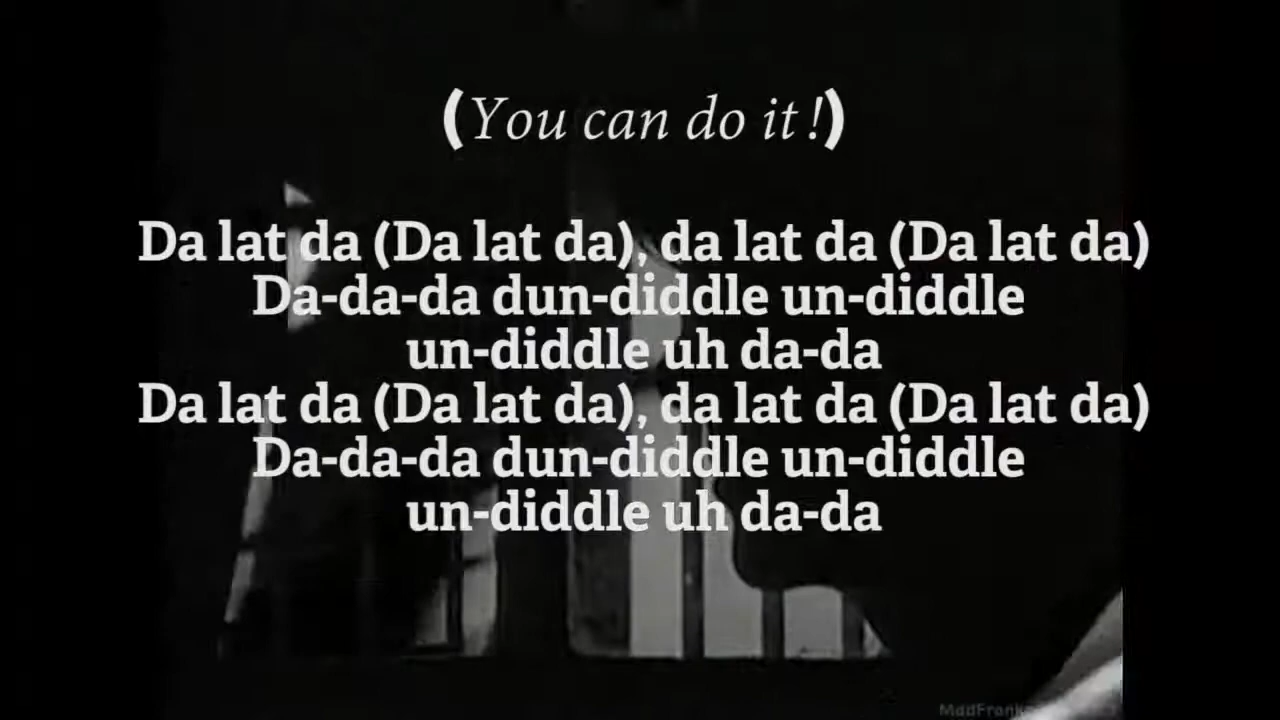 (You can do it!)
Da lat da (Da lat da), da lat da (Da lat da)
Da-da-da dun-diddle un-diddle
un-diddle uh da-da
Da lat da (Da lat da), da lat da (Da lat da)
Da-da-da dun-diddle un-diddle
un-diddle uh da-da